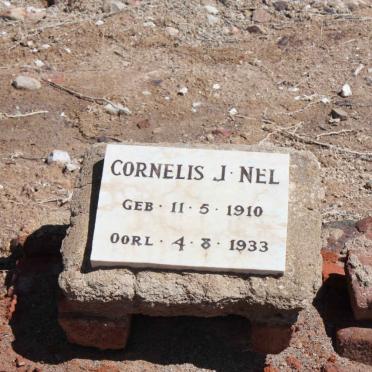 CORNELIS J. NEL
GEB · 11 · 5 · 1910
OORL · 4 · 8 · 1933